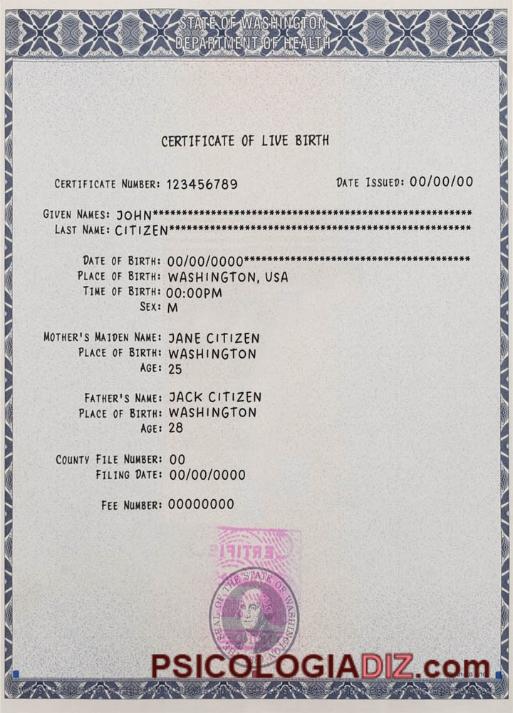 STATE OF WASHINGTON
DEPARTMENT OF HEALTH
CERTIFICATE OF LIVE BIRTH
CERTIFICATE NUMBER: 123456789 DATE ISSUED: 00/00/00
GIVEN NAMES: JOHN************************************************************
LAST NAME: CITIZEN*********************************************************
DATE OF BIRTH: 00/00/0000******************************************
PLACE OF BIRTH: WASHINGTON, USA
TIME OF BIRTH: 00:00PM
SEX: M
MOTHER'S MAIDEN NAME: JANE CITIZEN
PLACE OF BIRTH: WASHINGTON
AGE: 25
FATHER'S NAME: JACK CITIZEN
PLACE OF BIRTH: WASHINGTON
AGE: 28
COUNTY FILE NUMBER: 00
FILING DATE: 00/00/0000
FEE NUMBER: 00000000
SEAL OF THE STATE OF WASHINGTON
PSICOLOGIADIZ.com